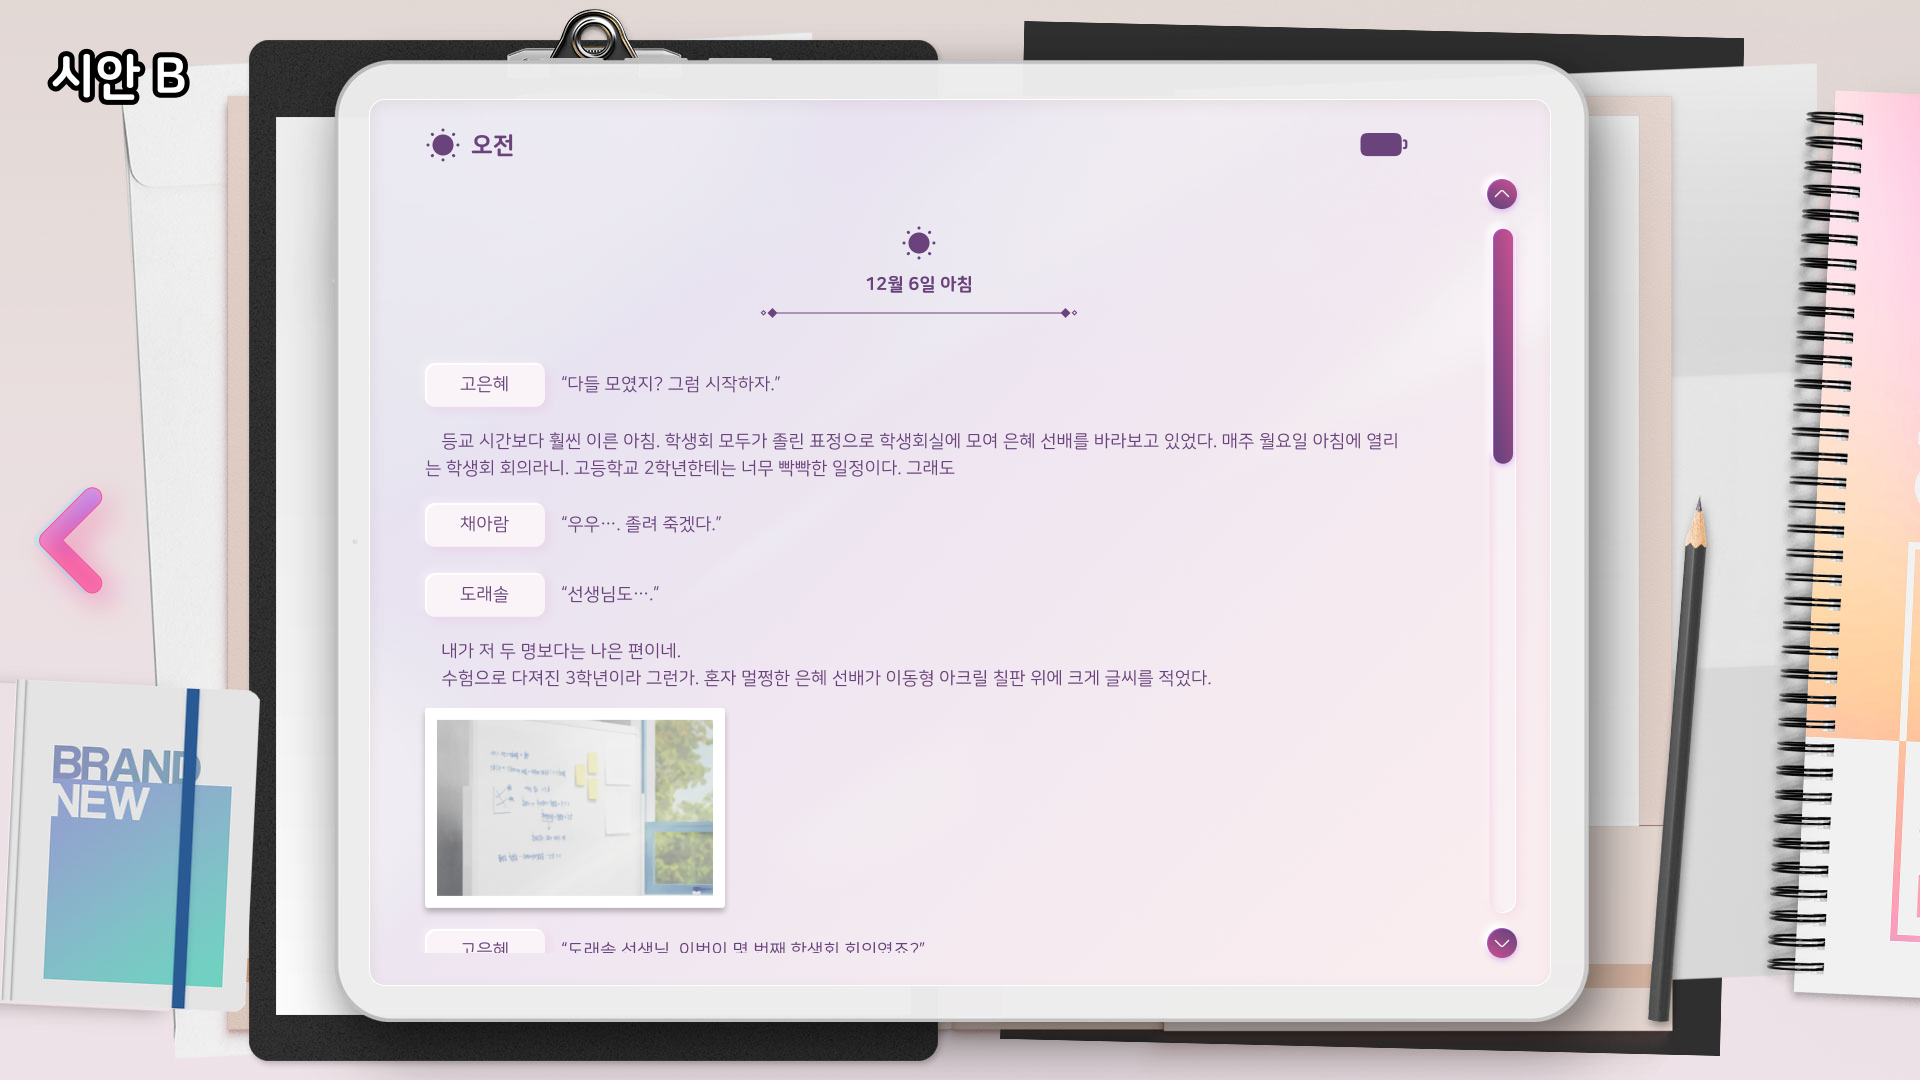 시안 B
오전
12월 6일 아침
고은혜 “다들 모였지? 그럼 시작하자.”
등교 시간보다 훨씬 이른 아침. 학생회 모두가 졸린 표정으로 학생회실에 모여 은혜 선배를 바라보고 있었다. 매주 월요일 아침에 열리
는 학생회 회의라니. 고등학교 2학년한테는 너무 빡빡한 일정이다. 그래도
채아람 “우우…. 졸려 죽겠다.”
도래솔 “선생님도….”
내가 저 두 명보다는 나은 편이네.
수험으로 다져진 3학년이라 그런가. 혼자 멀쩡한 은혜 선배가 이동형 아크릴 칠판 위에 크게 글씨를 적었다.
고은혜 “도래솔 선생님, 이번이 몇 번째 학생회 회의였죠?”
BRAND
NEW